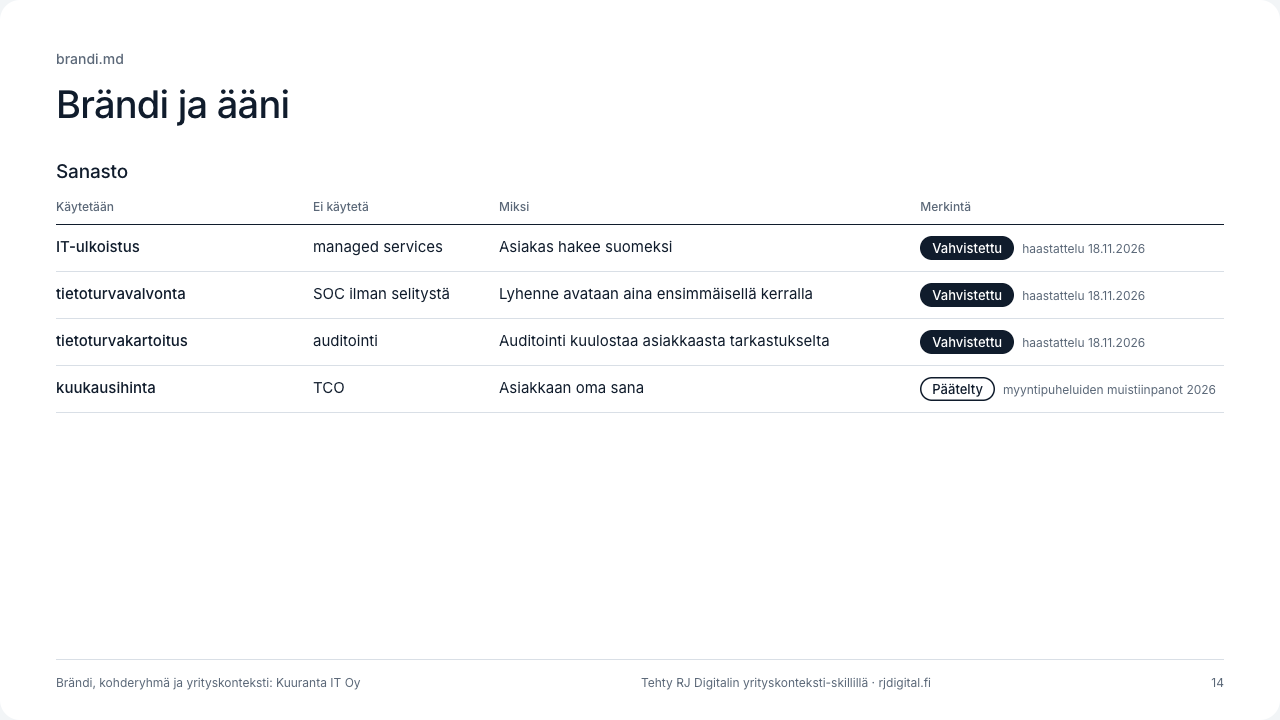 brandi.md
Brändi ja ääni
Sanasto
Käytetään Ei käytetä Miksi Merkintä
IT-ulkoistus managed services Asiakas hakee suomeksi Vahvistettu haastattelu 18.11.2026
tietoturvavalvonta SOC ilman selitystä Lyhenne avataan aina ensimmäisellä kerralla Vahvistettu haastattelu 18.11.2026
tietoturvakartoitus auditointi Auditointi kuulostaa asiakkaasta tarkastukselta Vahvistettu haastattelu 18.11.2026
kuukausihinta TCO Asiakkaan oma sana Päätelty myyntipuheluiden muistiinpanot 2026
Brändi, kohderyhmä ja yrityskonteksti: Kuuranta IT Oy Tehty RJ Digitalin yrityskonteksti-skillillä · rjdigital.fi 14